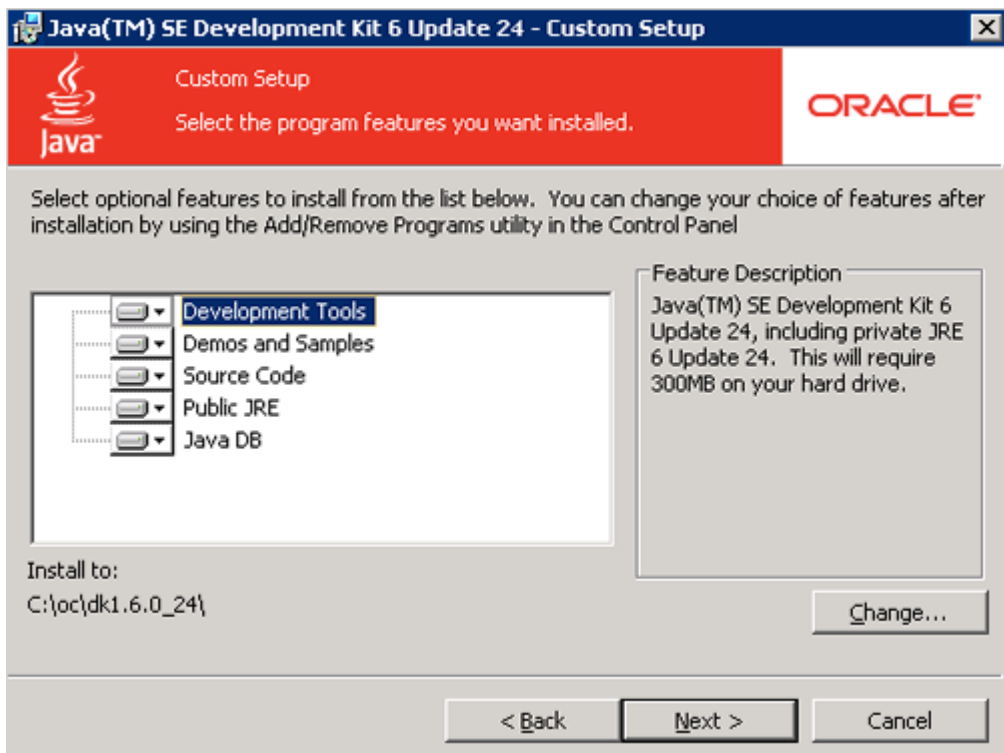 Java(TM) SE Development Kit 6 Update 24 - Custom Setup
Java™
Custom Setup
Select the program features you want installed.
ORACLE®
Select optional features to install from the list below. You can change your choice of features after
installation by using the Add/Remove Programs utility in the Control Panel
Development Tools
Demos and Samples
Source Code
Public JRE
Java DB
Feature Description
Java(TM) SE Development Kit 6
Update 24, including private JRE
6 Update 24. This will require
300MB on your hard drive.
Install to:
C:\oc\dk1.6.0_24\
Change...
< Back
Next >
Cancel